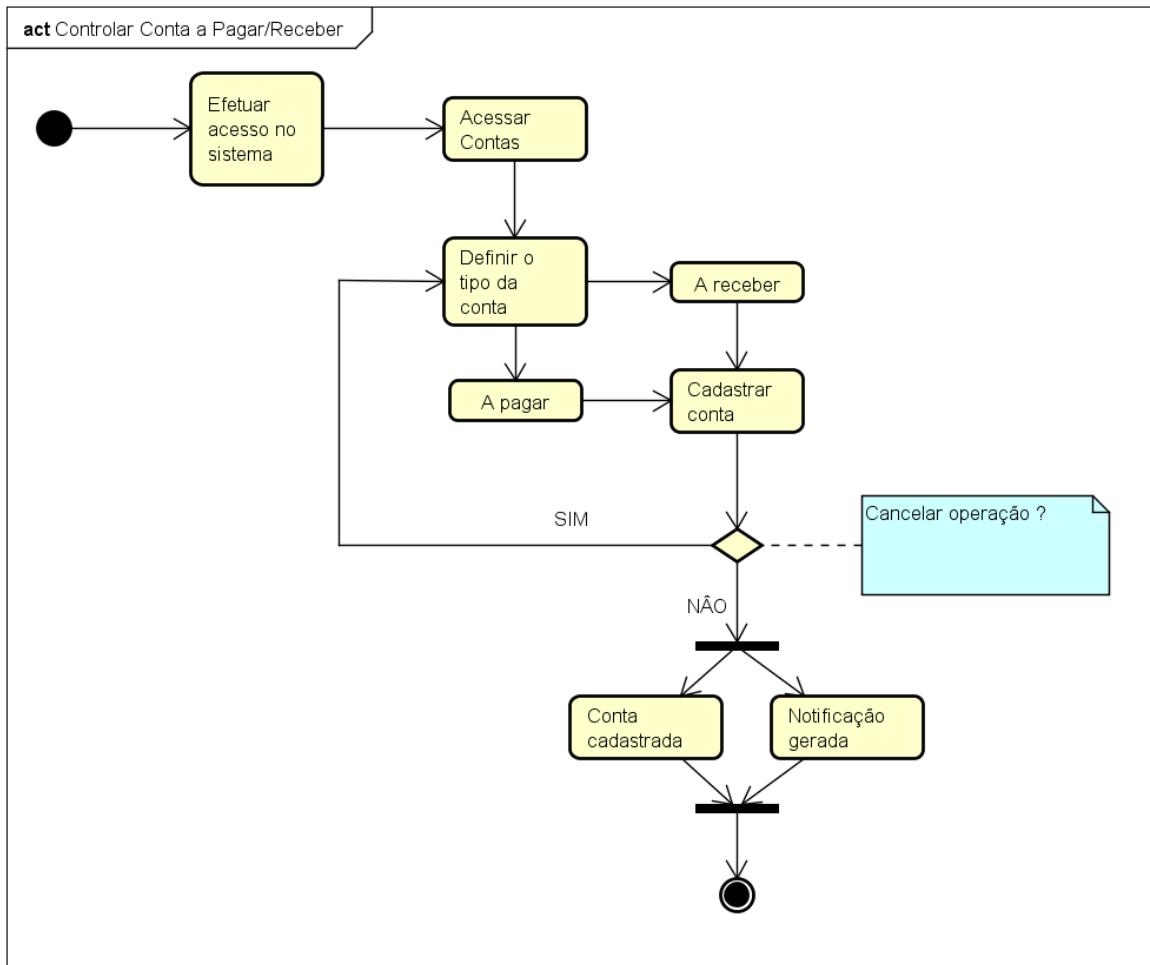 act Controlar Conta a Pagar/Receber
Efetuar
acesso no
sistema
Acessar
Contas
Definir o
tipo da
conta
A receber
A pagar
Cadastrar
conta
SIM
Cancelar operação ?
NÂO
Conta
cadastrada
Notificação
gerada